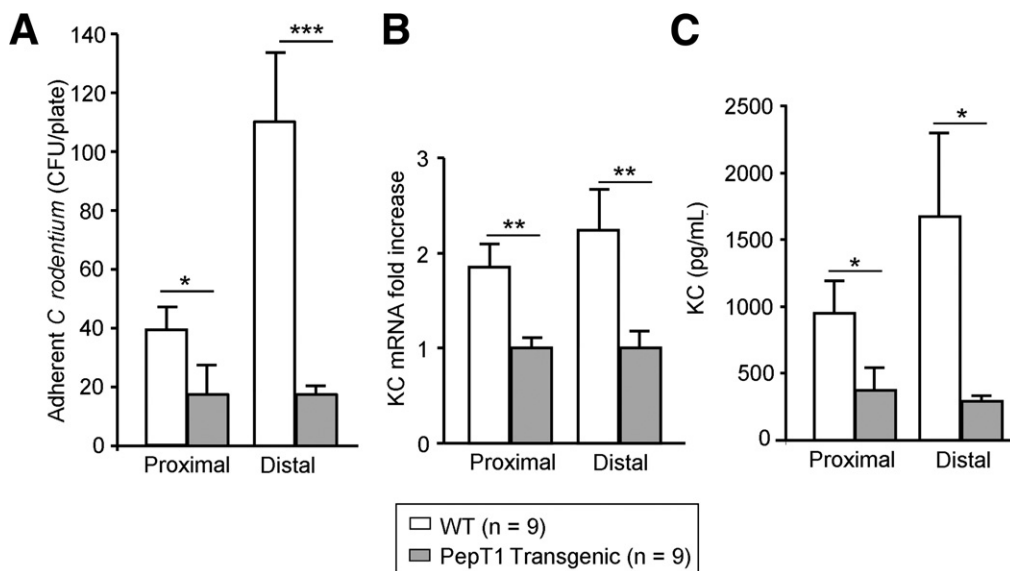 A
Adherent C rodentium (CFU/plate)
140
120
100
80
60
40
20
0
*
***
Proximal
Distal
B
KC mRNA fold increase
3
2
1
0
**
**
Proximal
Distal
C
KC (pg/mL)
2500
2000
1500
1000
500
0
*
*
Proximal
Distal
WT (n = 9)
PepT1 Transgenic (n = 9)